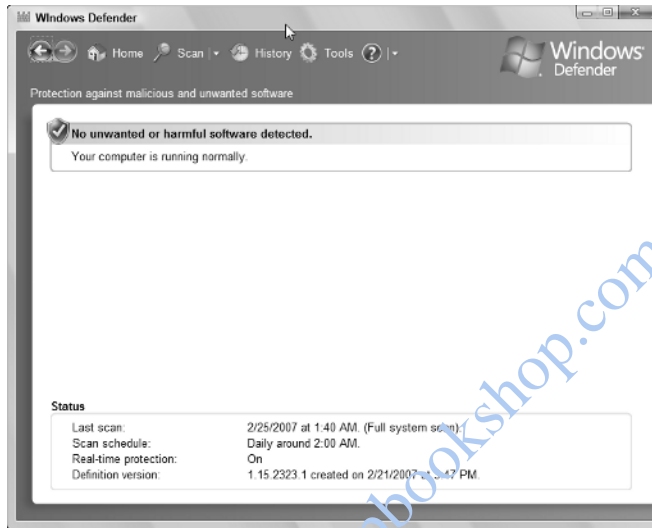 Windows Defender
Home Scan History Tools ?
Windows
Defender
Protection against malicious and unwanted software
No unwanted or harmful software detected.
Your computer is running normally.
Status
Last scan: 2/25/2007 at 1:40 AM. (Full system scan).
Scan schedule: Daily around 2:00 AM.
Real-time protection: On
Definition version: 1.15.2323.1 created on 2/21/2007 PM.
obookshop.com